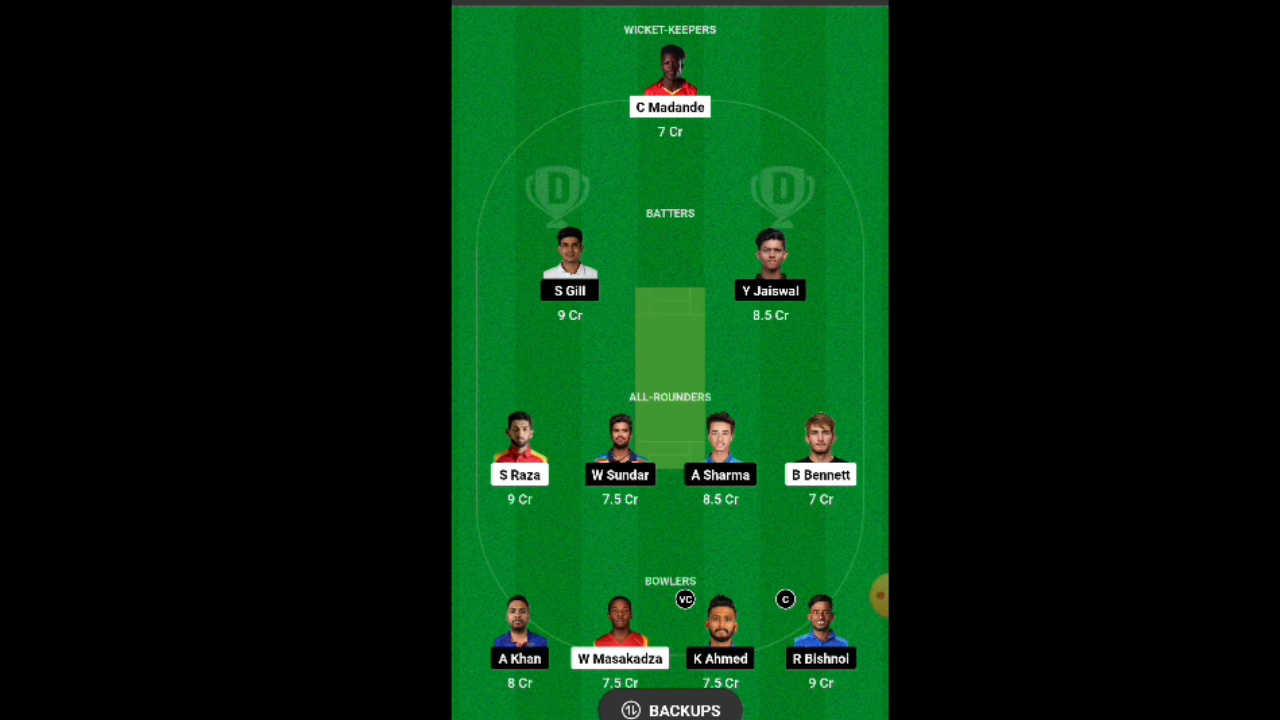 WICKET-KEEPERS
C Madande
7 Cr
D D
BATTERS
S Gill Y Jaiswal
9 Cr 8.5 Cr
ALL-ROUNDERS
S Raza W Sundar A Sharma B Bennett
9 Cr 7.5 Cr 8.5 Cr 7 Cr
BOWLERS
VC C
A Khan W Masakadza K Ahmed R Bishnoi
8 Cr 7.5 Cr 7.5 Cr 9 Cr
BACKUPS